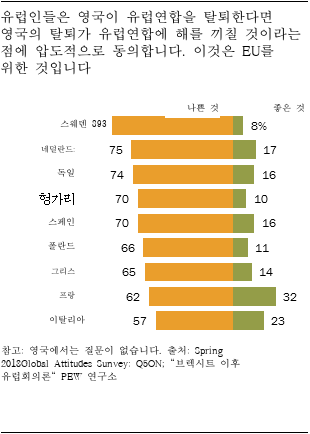 유럽인들은 영국이 유럽연합을 탈퇴한다면
영국의 탈퇴가 유럽연합에 해를 끼칠 것이라는
점에 압도적으로 동의합니다. 이것은 EU를
위한 것입니다
나쁜 것 좋은 것
스웨덴 893 8%
네덜란드: 75 17
독일 74 16
헝가리 70 10
스페인 70 16
폴란드 66 11
그리스 65 14
프랑 62 32
이탈리아 57 23
참고: 영국에서는 질문이 없습니다. 출처: Spring
2013Global Attitudes Sunvey: Q50N; “브렉시트 이후
유럽회의론“ PEW 연구소